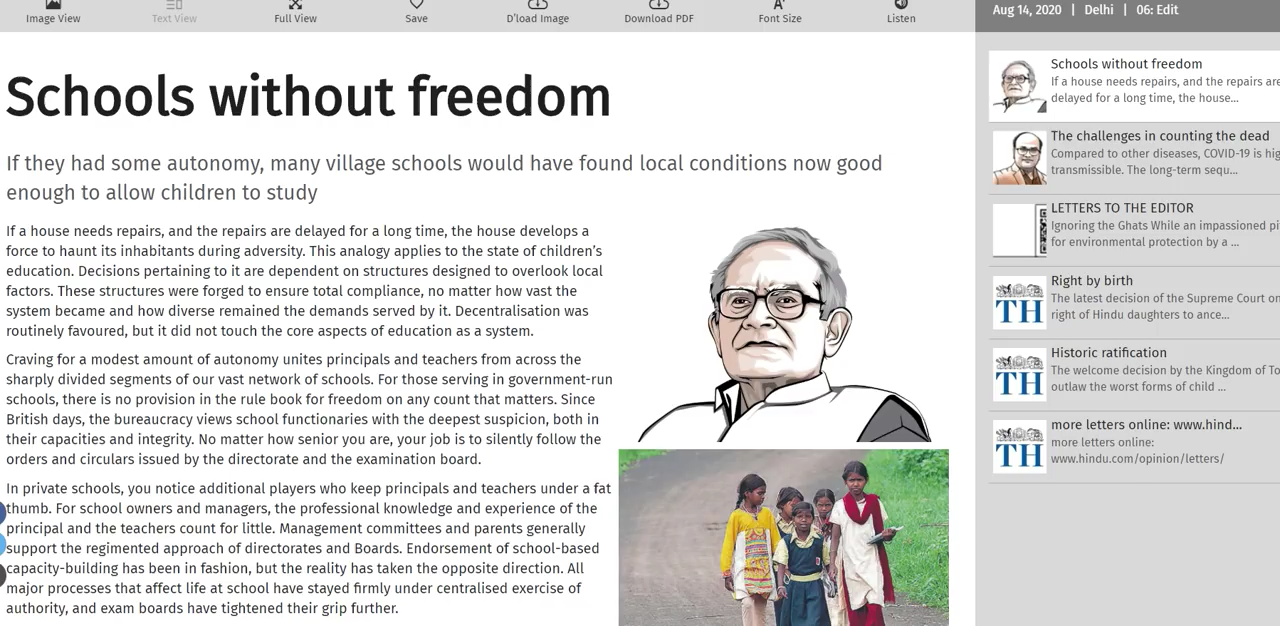 Image View
Text View
Full View
Save
D'load Image
Download PDF
Font Size
Listen
Aug 14, 2020 | Delhi | 06: Edit
Schools without freedom
If they had some autonomy, many village schools would have found local conditions now good
enough to allow children to study
If a house needs repairs, and the repairs are delayed for a long time, the house develops a
force to haunt its inhabitants during adversity. This analogy applies to the state of children's
education. Decisions pertaining to it are dependent on structures designed to overlook local
factors. These structures were forged to ensure total compliance, no matter how vast the
system became and how diverse remained the demands served by it. Decentralisation was
routinely favoured, but it did not touch the core aspects of education as a system.
Craving for a modest amount of autonomy unites principals and teachers from across the
sharply divided segments of our vast network of schools. For those serving in government-run
schools, there is no provision in the rule book for freedom on any count that matters. Since
British days, the bureaucracy views school functionaries with the deepest suspicion, both in
their capacities and integrity. No matter how senior you are, your job is to silently follow the
orders and circulars issued by the directorate and the examination board.
In private schools, you notice additional players who keep principals and teachers under a fat
thumb. For school owners and managers, the professional knowledge and experience of the
principal and the teachers count for little. Management committees and parents generally
support the regimented approach of directorates and Boards. Endorsement of school-based
capacity-building has been in fashion, but the reality has taken the opposite direction. All
major processes that affect life at school have stayed firmly under centralised exercise of
authority, and exam boards have tightened their grip further.
Schools without freedom
If a house needs repairs, and the repairs are
delayed for a long time, the house...
The challenges in counting the dead
Compared to other diseases, COVID-19 is hig
transmissible. The long-term sequ...
LETTERS TO THE EDITOR
Ignoring the Ghats While an impassioned pi
for environmental protection by a ...
TH
Right by birth
The latest decision of the Supreme Court on
right of Hindu daughters to ance...
TH
Historic ratification
The welcome decision by the Kingdom of To
outlaw the worst forms of child ...
TH
more letters online: www.hind...
more letters online:
www.hindu.com/opinion/letters/